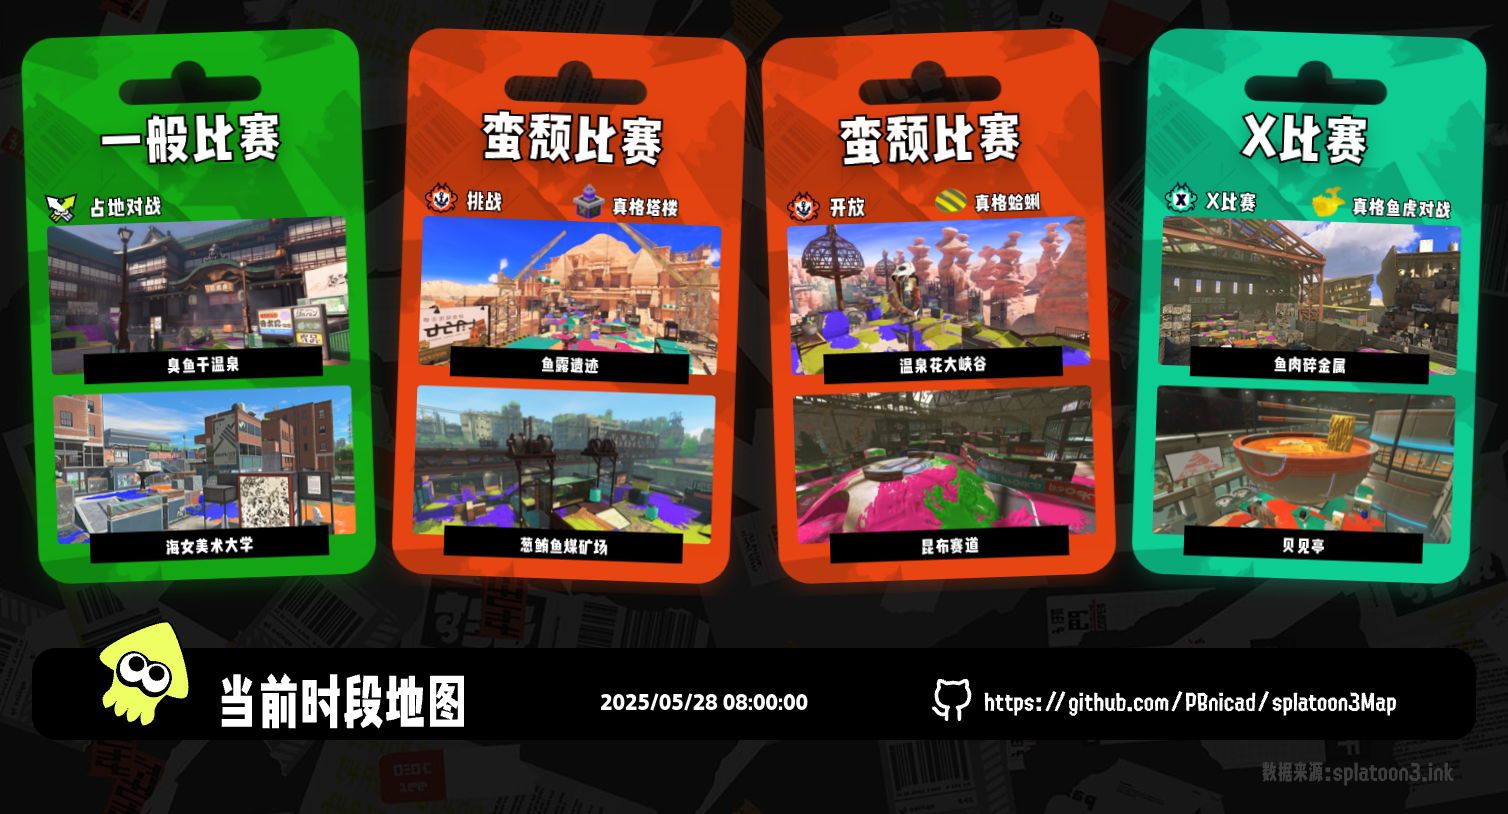 一般比赛
占地对战
臭鱼干温泉
海女美术大学
蛮颓比赛
挑战
真格塔楼
鱼露遗迹
葱鲔鱼煤矿场
蛮颓比赛
开放
真格蛤蜊
温泉花大峡谷
昆布赛道
X比赛
X比赛
真格鱼虎对战
鱼肉碎金属
贝见亭
当前时段地图
2025/05/28 08:00:00
https://github.com/PBnicad/splatoon3Map
数据来源:splatoon3.ink